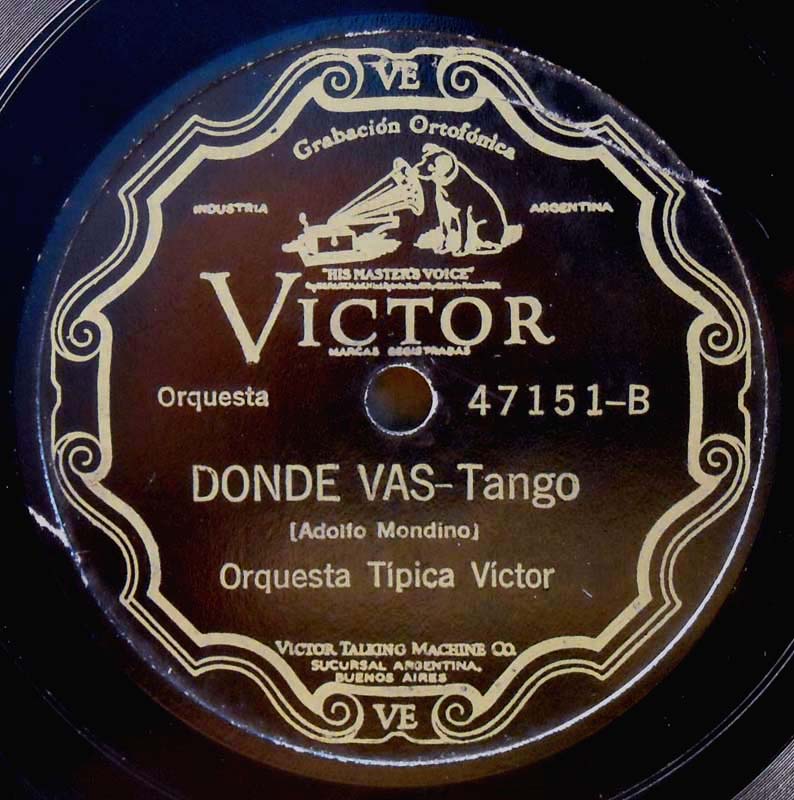 VE
Grabación Ortofónica
INDUSTRIA ARGENTINA
"HIS MASTER'S VOICE"
VICTOR
MARCAS REGISTRADAS
Orquesta 47151-B
DONDE VAS-Tango
(Adolfo Mondino)
Orquesta Típica Víctor
VICTOR TALKING MACHINE CO.
SUCURSAL ARGENTINA,
BUENOS AIRES
VE